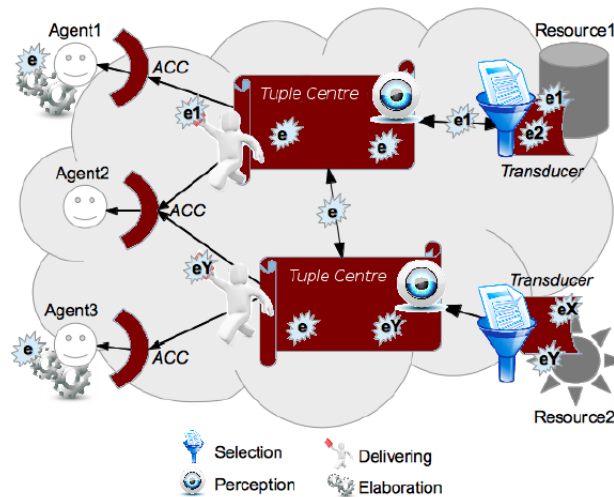 Agent1
ACC
Resource1
e
Tuple Centre
e1
e1
e1
e2
e
e
Transducer
Agent2
ACC
e
eY
Tuple Centre
Transducer
Agent3
eX
e
eY
e
ACC
eY
Resource2
Selection
Delivering
Perception
Elaboration